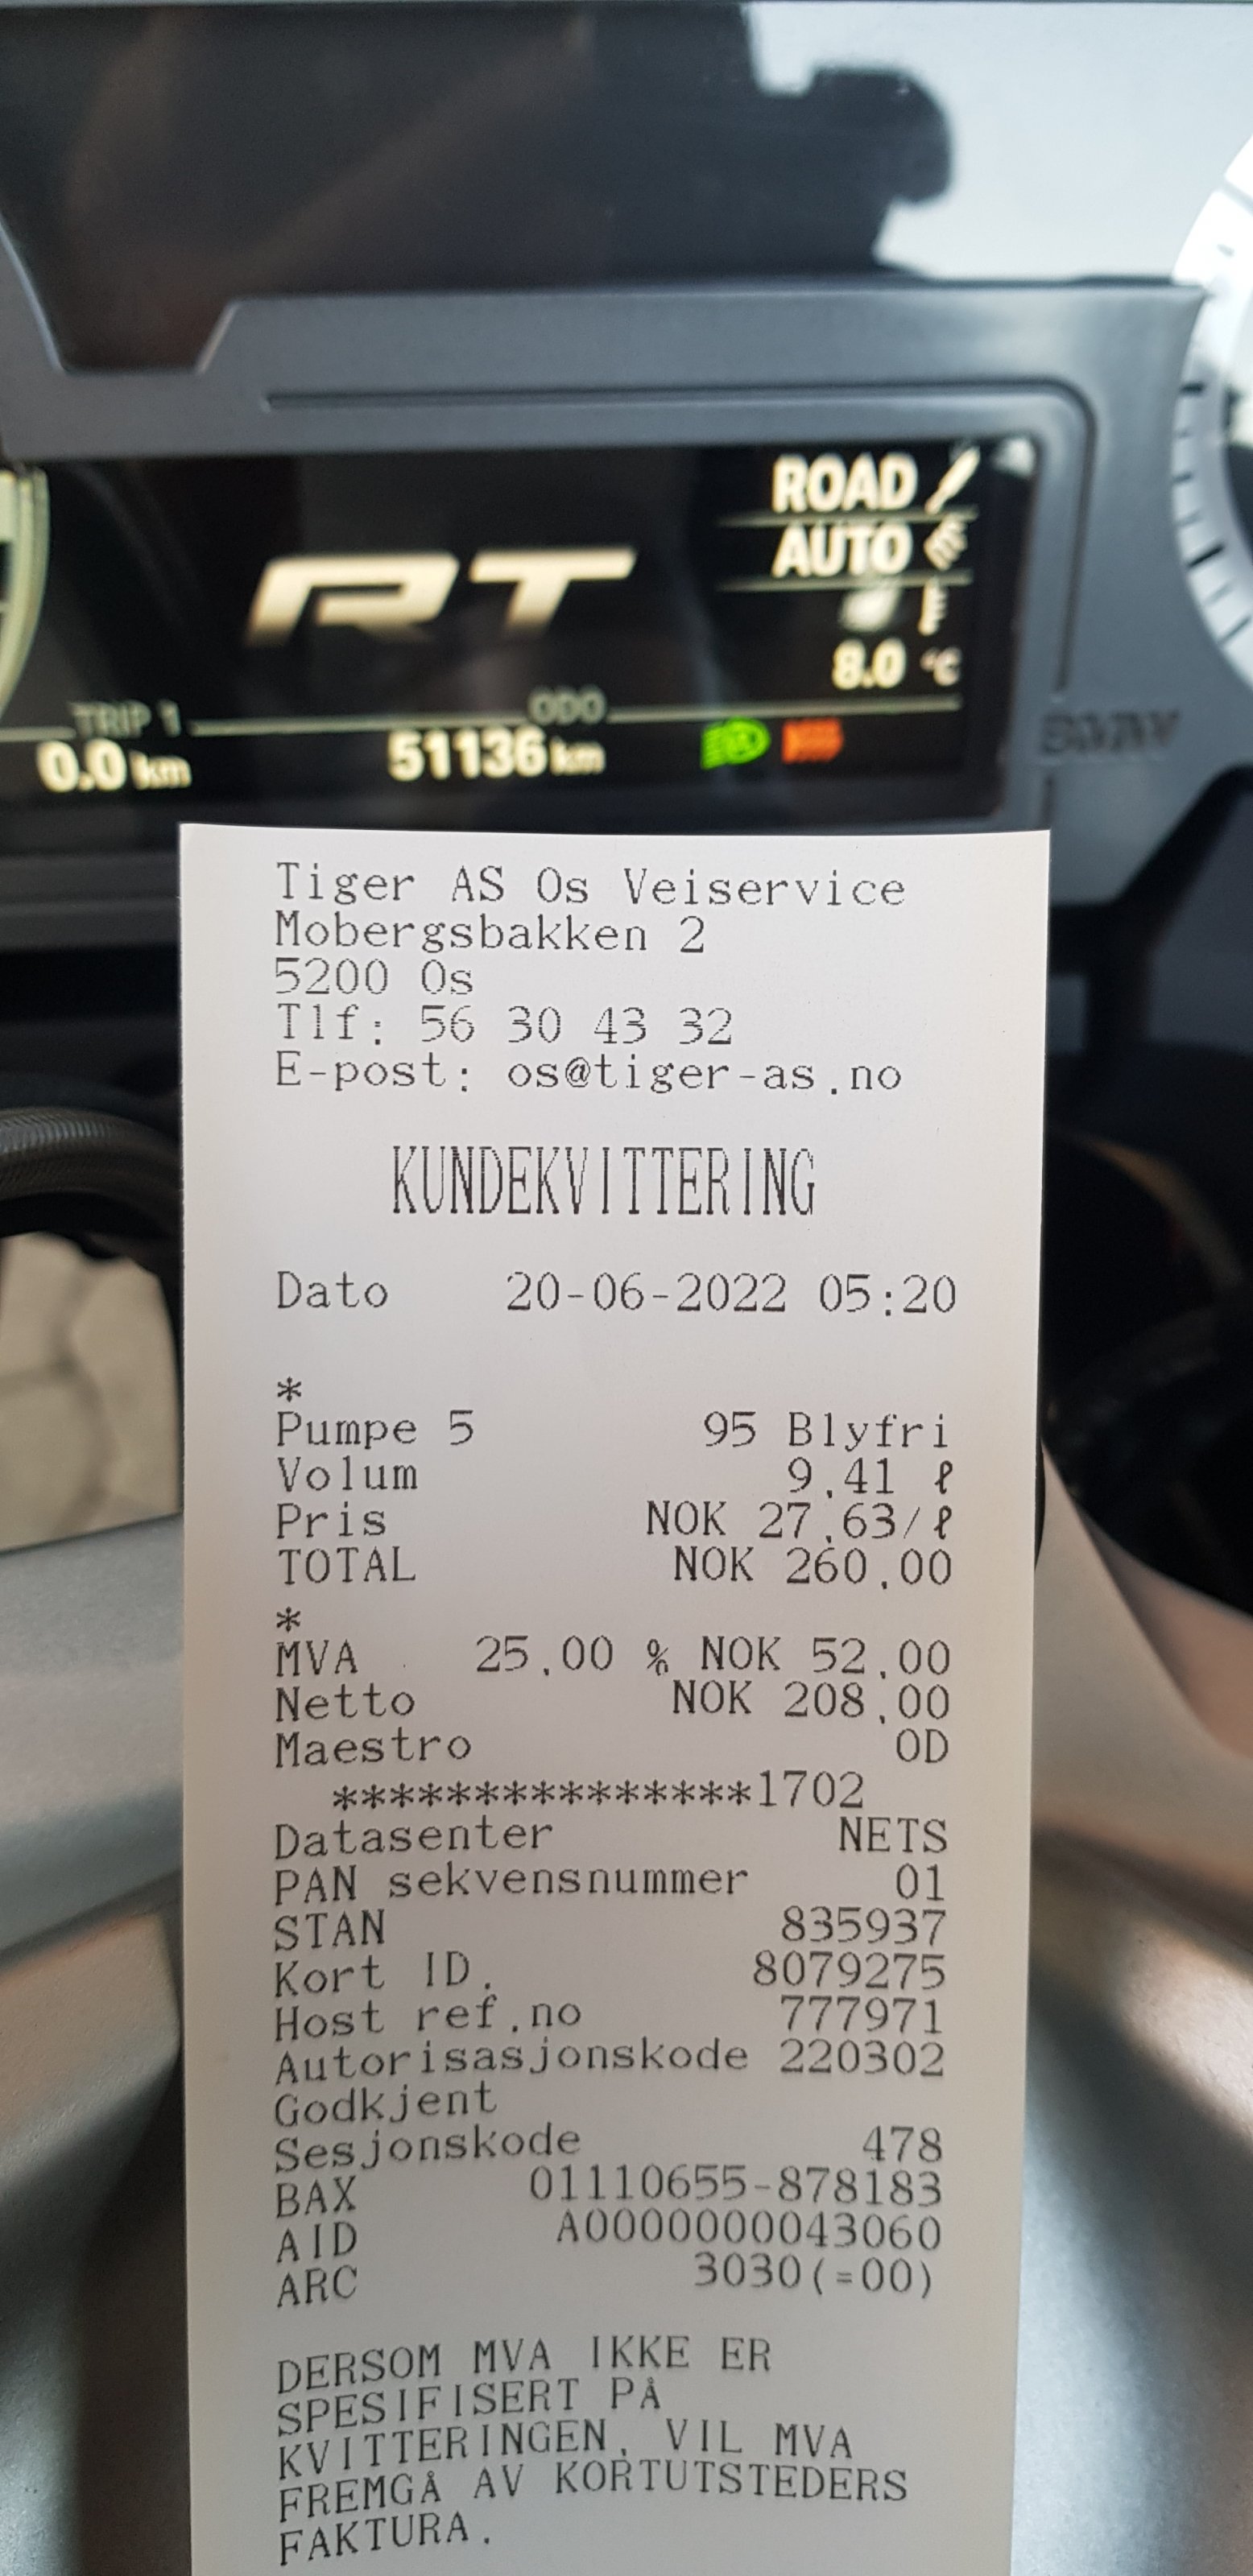 ROAD
AUTO E
RT
8.0 °C
TRIP 1 ODO
0.0 km 51136 km
BMW
Tiger AS Os Veiservice
Mobergsbakken 2
5200 Os
Tlf: 56 30 43 32
E-post: os@tiger-as.no
KUNDEKVITTERING
Dato 20-06-2022 05:20
*
Pumpe 5 95 Blyfri
Volum 9.41 ℓ
Pris NOK 27.63/ℓ
TOTAL NOK 260.00
*
MVA 25.00 % NOK 52.00
Netto NOK 208.00
Maestro OD
***************1702
Datasenter NETS
PAN sekvensnummer 01
STAN 835937
Kort ID. 8079275
Host ref.no 777971
Autorisasjonskode 220302
Godkjent
Sesjonskode 478
BAX 01110655-878183
AID A0000000043060
ARC 3030(=00)
DERSOM MVA IKKE ER
SPESIFISERT PÅ
KVITTERINGEN, VIL MVA
FREMGÅ AV KORTUTSTEDERS
FAKTURA.